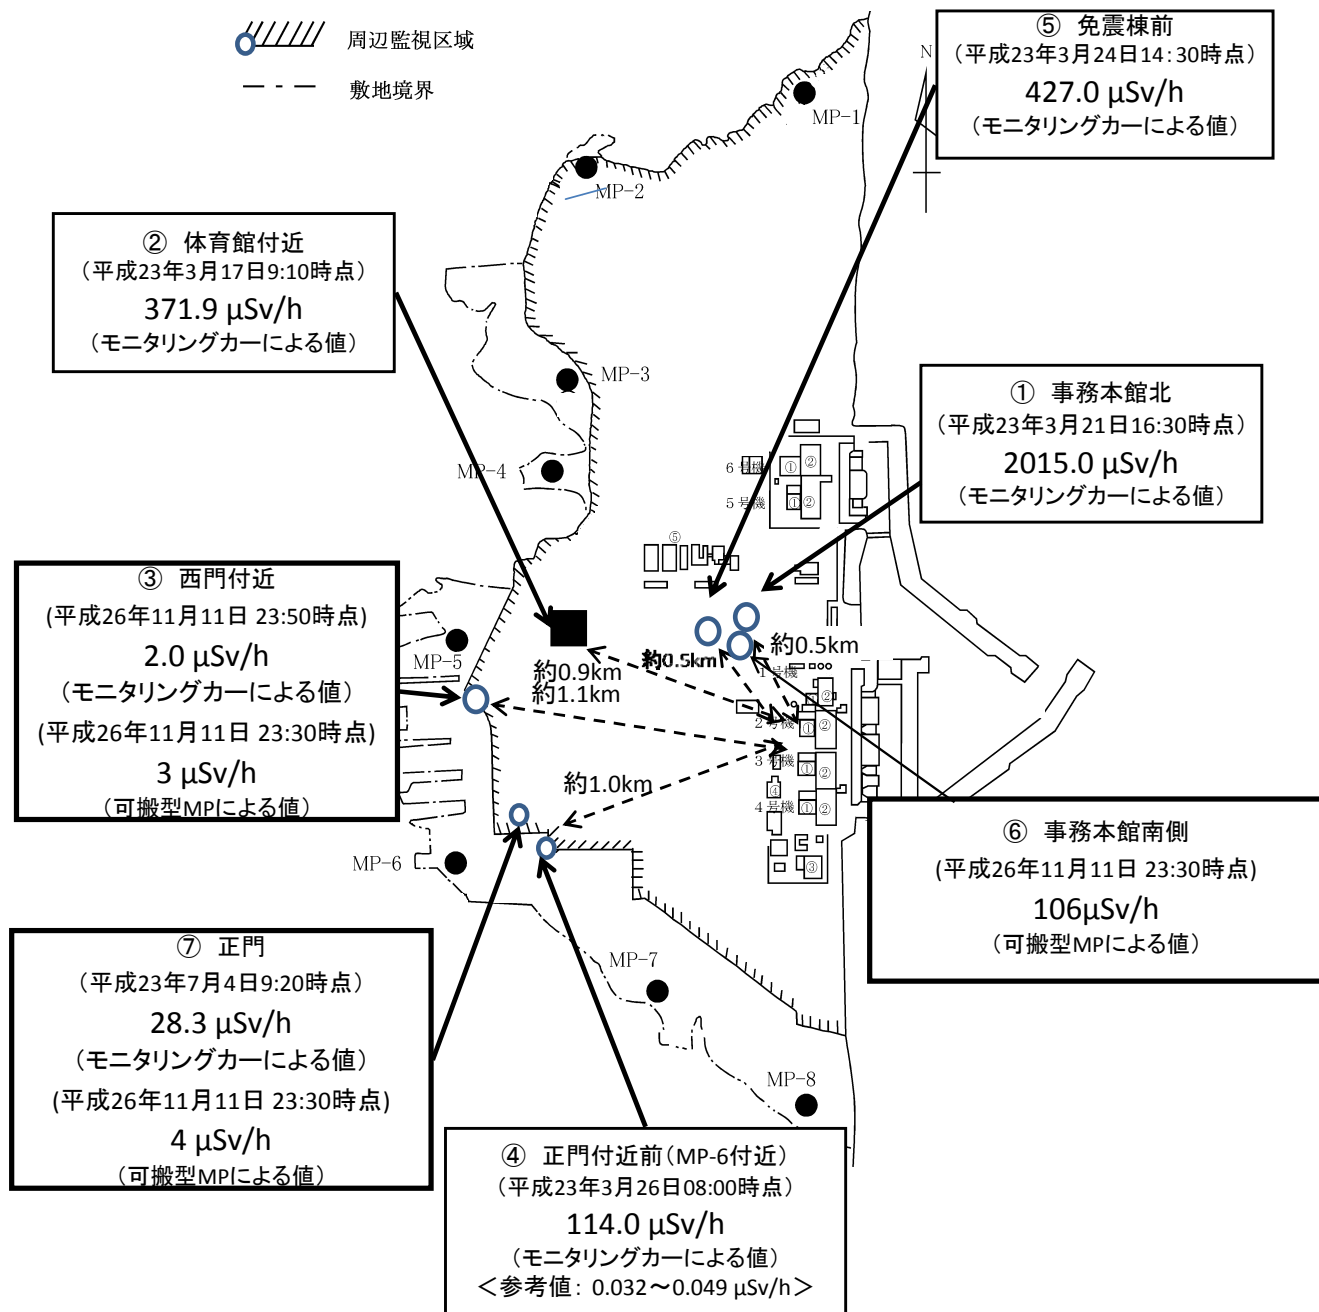 周辺監視区域
敷地境界
⑤ 免震棟前
（平成23年3月24日14:30時点）
427.0 μSv/h
（モニタリングカーによる値）
N
MP-1
MP-2
② 体育館付近
（平成23年3月17日9:10時点）
371.9 μSv/h
（モニタリングカーによる値）
MP-3
① 事務本館北
（平成23年3月21日16:30時点）
2015.0 μSv/h
（モニタリングカーによる値）
MP-4
6号機
① ②
5号機
① ②
⑤
③ 西門付近
(平成26年11月11日 23:50時点)
2.0 μSv/h
（モニタリングカーによる値）
(平成26年11月11日 23:30時点)
3 μSv/h
（可搬型MPによる値）
MP-5
約0.9km
約1.1km
約0.5km
約0.5km
1号機
②
2号機
① ②
3号機
① ②
④
4号機
① ②
③
約1.0km
MP-6
⑥ 事務本館南側
(平成26年11月11日 23:30時点)
106μSv/h
（可搬型MPによる値）
⑦ 正門
（平成23年7月4日9:20時点）
28.3 μSv/h
（モニタリングカーによる値）
(平成26年11月11日 23:30時点)
4 μSv/h
（可搬型MPによる値）
MP-7
MP-8
④ 正門付近前（MP-6付近）
（平成23年3月26日08:00時点）
114.0 μSv/h
（モニタリングカーによる値）
＜参考値: 0.032～0.049 μSv/h＞